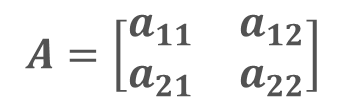 A = [a₁₁ a₁₂
a₂₁ a₂₂]